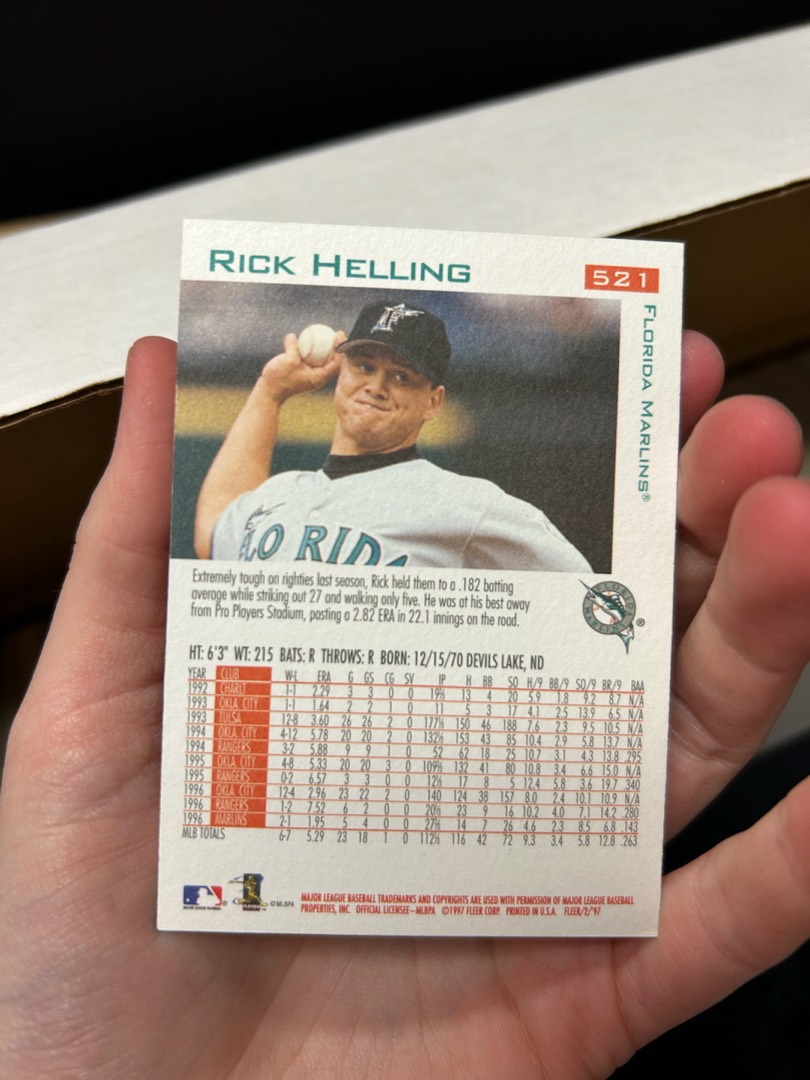 RICK HELLING
521
FLORIDA MARLINS®
FLORIDA
Extremely tough on righties last season, Rick held them to a .182 batting
average while striking out 27 and walking only five. He was at his best away
from Pro Players Stadium, posting a 2.82 ERA in 22.1 innings on the road.
HT: 6'3" WT: 215 BATS: R THROWS: R BORN: 12/15/70 DEVILS LAKE, ND
YEAR CLUB W-L ERA G GS CG SV IP H BB SO H/9 BB/9 SO/9 BR/9 BAA
1992 CHARLT 1-1 2.29 3 3 0 0 19⅔ 13 4 20 5.9 1.8 9.2 8.7 N/A
1993 OKLA. CITY 1-1 1.64 2 2 1 0 11 5 3 17 4.1 2.5 13.9 6.5 N/A
1993 TULSA 12-8 3.60 26 26 2 0 177⅓ 150 46 188 7.6 2.3 9.5 10.5 N/A
1994 OKLA. CITY 4-12 5.78 20 20 2 0 132⅓ 153 43 85 10.4 2.9 5.8 13.7 N/A
1994 RANGERS 3-2 5.88 9 9 1 0 52 62 18 25 10.7 3.1 4.3 13.8 .295
1995 OKLA. CITY 4-8 5.33 20 20 3 0 109⅔ 132 41 80 10.8 3.4 6.6 15.0 N/A
1995 RANGERS 0-2 6.57 3 3 0 0 12⅓ 17 8 5 12.4 5.8 3.6 19.7 .340
1996 OKLA. CITY 12-4 2.96 23 22 2 0 140 124 38 157 8.0 2.4 10.1 10.9 N/A
1996 RANGERS 1-2 7.52 6 2 0 0 20⅓ 23 9 16 10.2 4.0 7.1 14.2 .280
1996 MARLINS 2-1 1.95 5 4 0 0 27⅔ 14 7 26 4.6 2.3 8.5 6.8 .143
MLB TOTALS 6-7 5.29 23 18 1 0 112⅓ 116 42 72 9.3 3.4 5.8 12.8 .263
©MLBPA
MAJOR LEAGUE BASEBALL TRADEMARKS AND COPYRIGHTS ARE USED WITH PERMISSION OF MAJOR LEAGUE BASEBALL
PROPERTIES, INC. OFFICIAL LICENSEE—MLBPA ©1997 FLEER CORP. PRINTED IN U.S.A. FLEER/2/'97